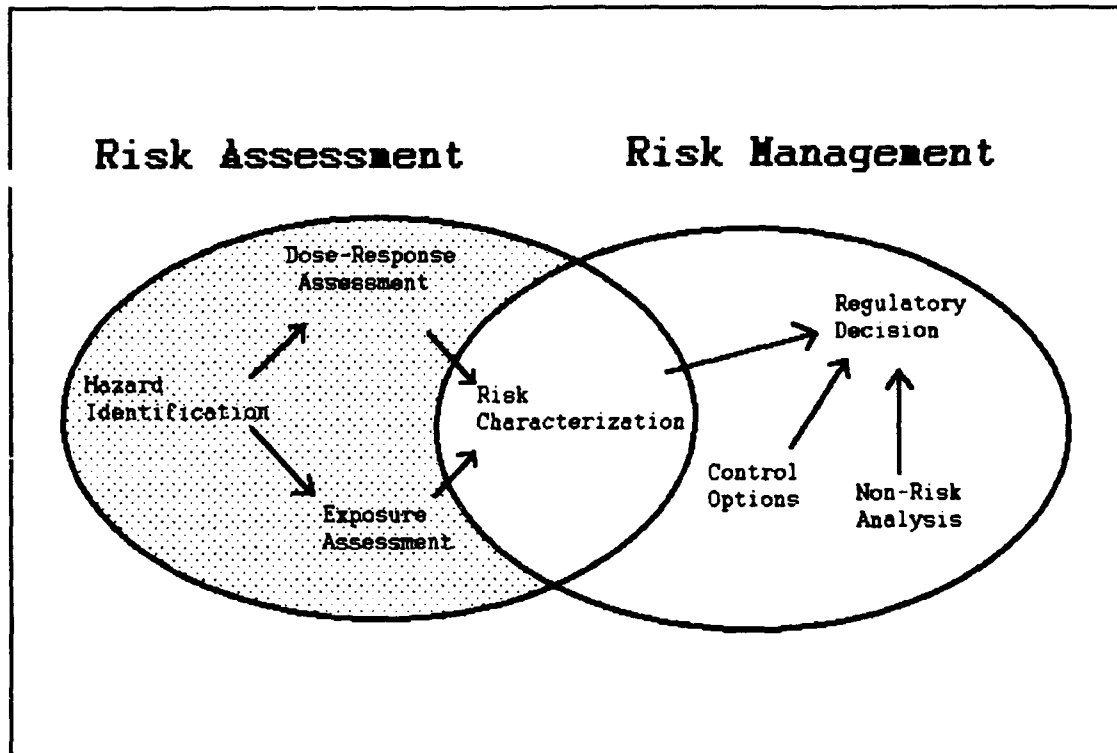 Risk Assessment
Risk Management
Dose-Response
Assessment
Hazard
Identification
Exposure
Assessment
Risk
Characterization
Regulatory
Decision
Control
Options
Non-Risk
Analysis